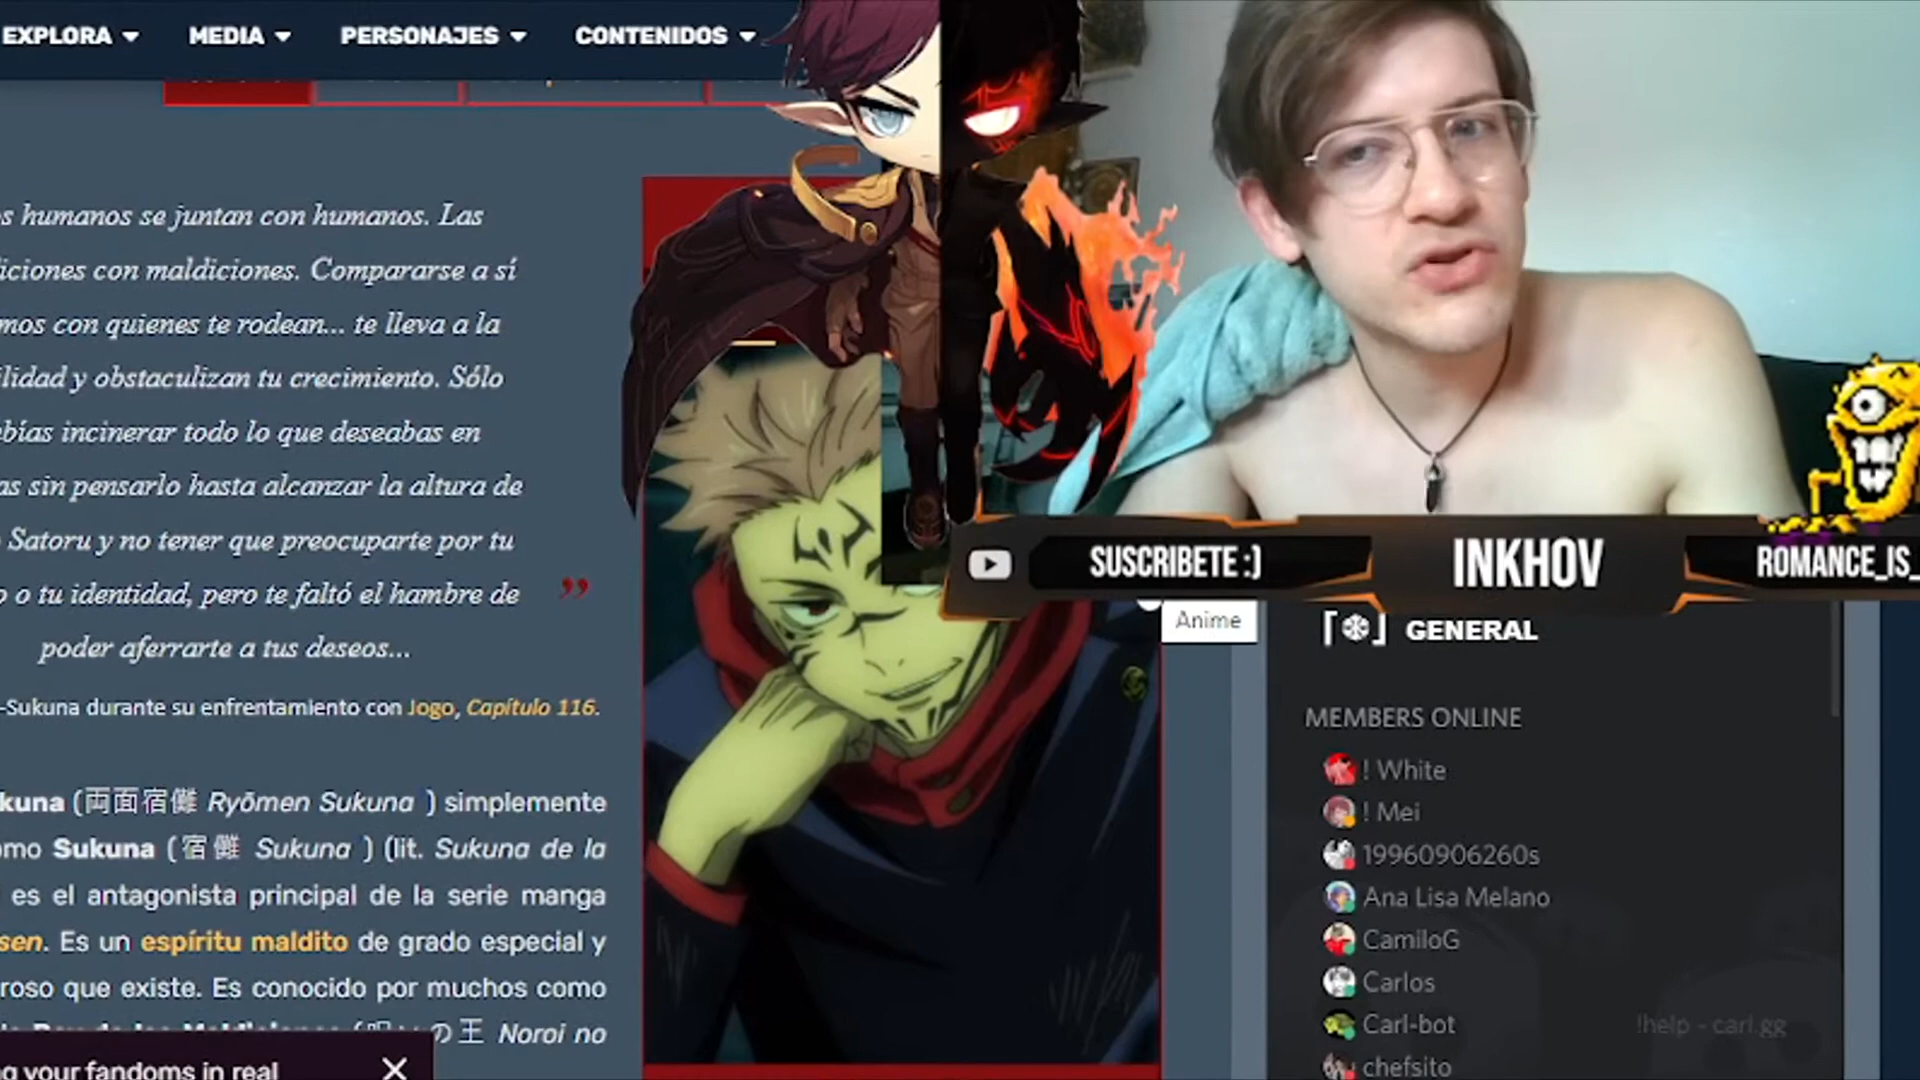 EXPLORA MEDIA PERSONAJES CONTENIDOS
humanos se juntan con humanos. Las
con maldiciones. Compararse a sí
con quienes te rodean... te lleva a la
y obstaculizan tu crecimiento. Sólo
incinerar todo lo que deseabas en
sin pensarlo hasta alcanzar la altura de
Satoru y no tener que preocuparte por tu
o tu identidad, pero te faltó el hambre de ”
poder aferrarte a tus deseos...
-Sukuna durante su enfrentamiento con Jogo, Capítulo 116.
kuna (両面宿儺 Ryōmen Sukuna ) simplemente
omo Sukuna (宿儺 Sukuna ) (lit. Sukuna de la
es el antagonista principal de la serie manga
sen. Es un espíritu maldito de grado especial y
roso que existe. Es conocido por muchos como
の王 Noroi no
your fandoms in real
SUSCRIBETE :)
INKHOV
ROMANCE_IS_
Anime
「❄」 GENERAL
MEMBERS ONLINE
! White
! Mei
19960906260s
Ana Lisa Melano
CamiloG
Carlos
Carl-bot !help - carl.gg
chefsito